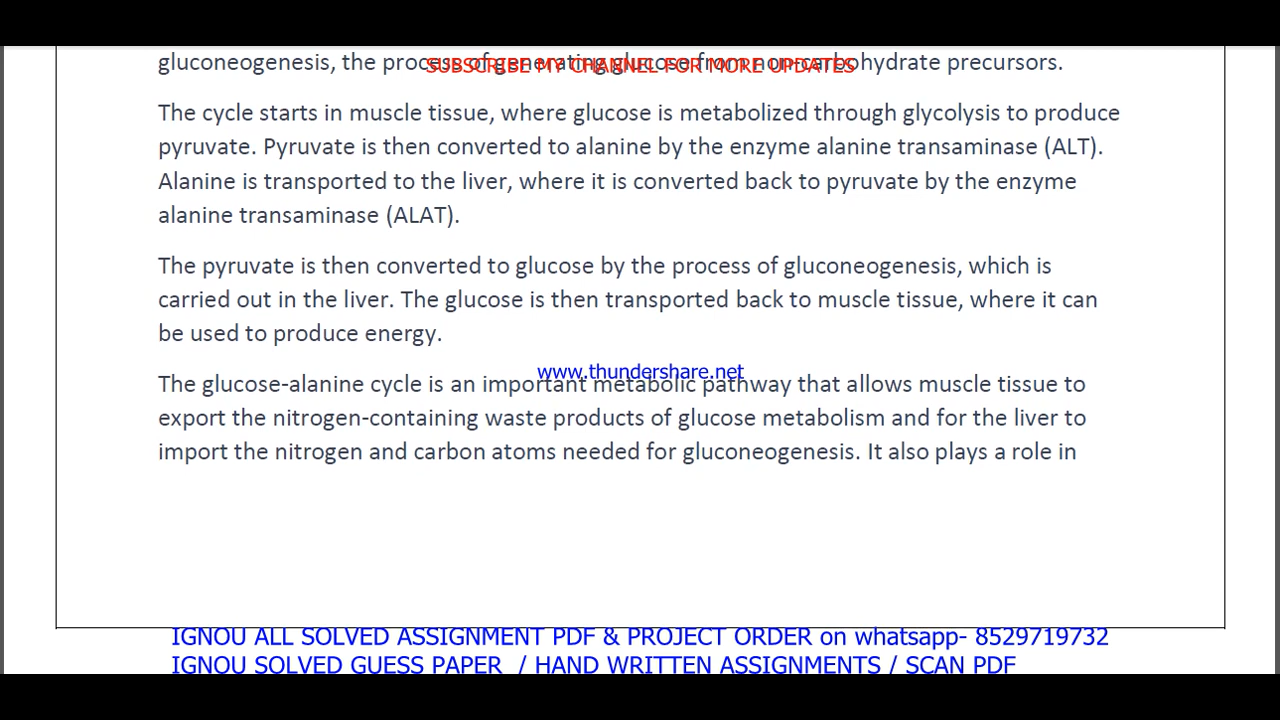 gluconeogenesis, the process of generating glucose from non-carbohydrate precursors.
SUBSCRIBE MY CHANNEL FOR MORE UPDATES
The cycle starts in muscle tissue, where glucose is metabolized through glycolysis to produce
pyruvate. Pyruvate is then converted to alanine by the enzyme alanine transaminase (ALT).
Alanine is transported to the liver, where it is converted back to pyruvate by the enzyme
alanine transaminase (ALAT).
The pyruvate is then converted to glucose by the process of gluconeogenesis, which is
carried out in the liver. The glucose is then transported back to muscle tissue, where it can
be used to produce energy.
www.thundershare.net
The glucose-alanine cycle is an important metabolic pathway that allows muscle tissue to
export the nitrogen-containing waste products of glucose metabolism and for the liver to
import the nitrogen and carbon atoms needed for gluconeogenesis. It also plays a role in
IGNOU ALL SOLVED ASSIGNMENT PDF & PROJECT ORDER on whatsapp- 8529719732
IGNOU SOLVED GUESS PAPER / HAND WRITTEN ASSIGNMENTS / SCAN PDF